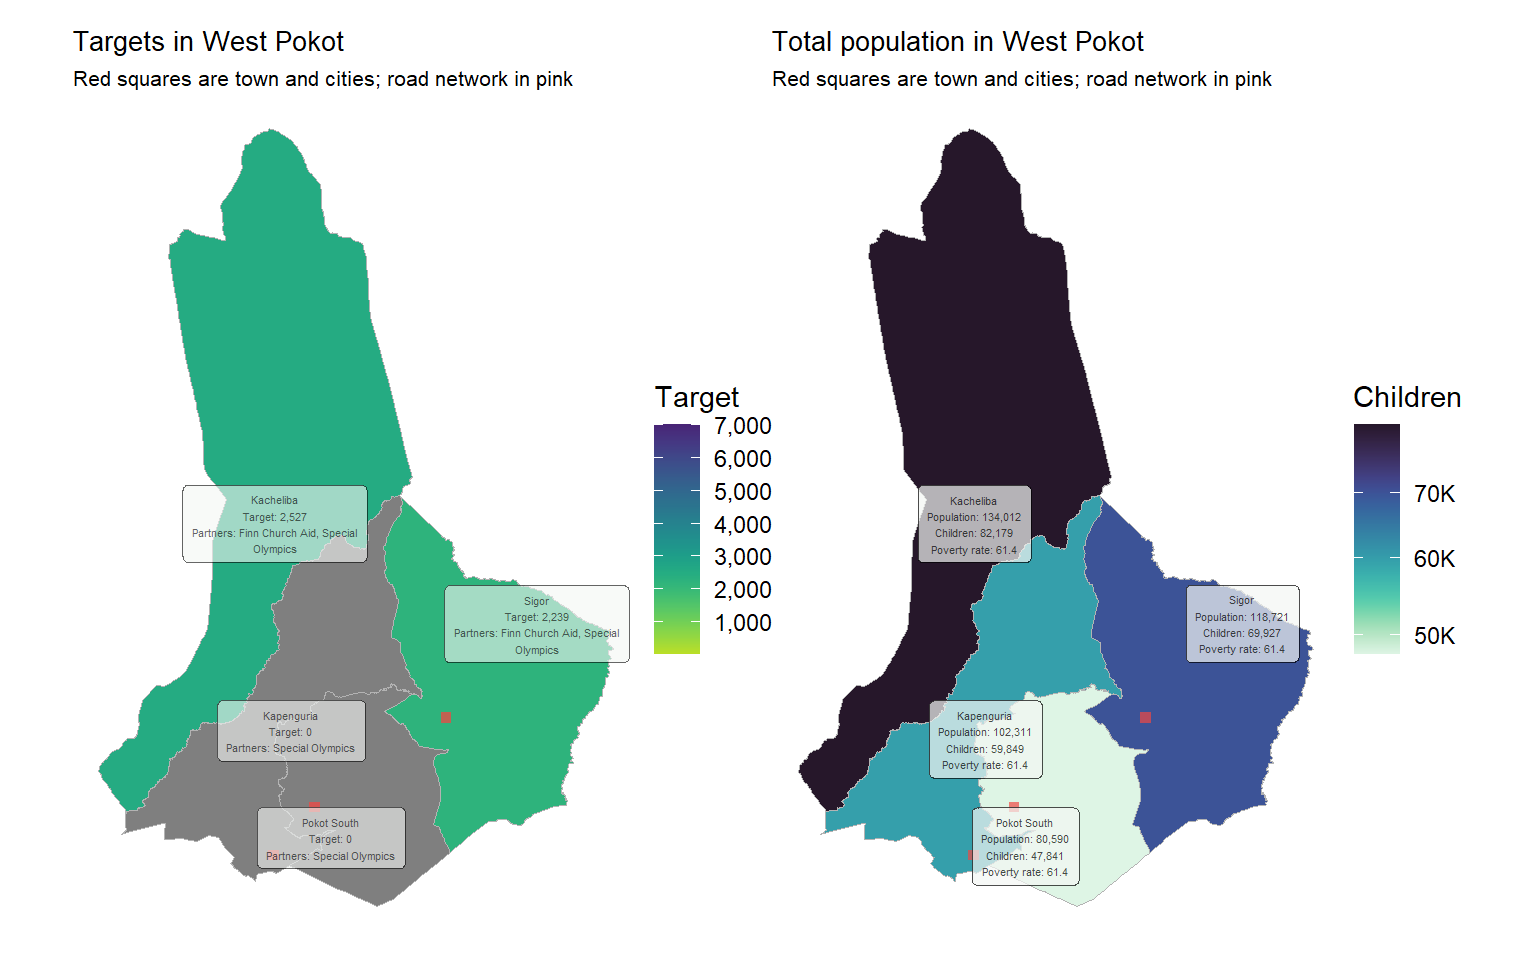 Targets in West Pokot
Red squares are town and cities; road network in pink
Kacheliba
Target: 2,527
Partners: Finn Church Aid, Special
Olympics
Sigor
Target: 2,239
Partners: Finn Church Aid, Special
Olympics
Kapenguria
Target: 0
Partners: Special Olympics
Pokot South
Target: 0
Partners: Special Olympics
Target
7,000
6,000
5,000
4,000
3,000
2,000
1,000
Total population in West Pokot
Red squares are town and cities; road network in pink
Kacheliba
Population: 134,012
Children: 82,179
Poverty rate: 61.4
Sigor
Population: 118,721
Children: 69,927
Poverty rate: 61.4
Kapenguria
Population: 102,311
Children: 59,849
Poverty rate: 61.4
Pokot South
Population: 80,590
Children: 47,841
Poverty rate: 61.4
Children
70K
60K
50K